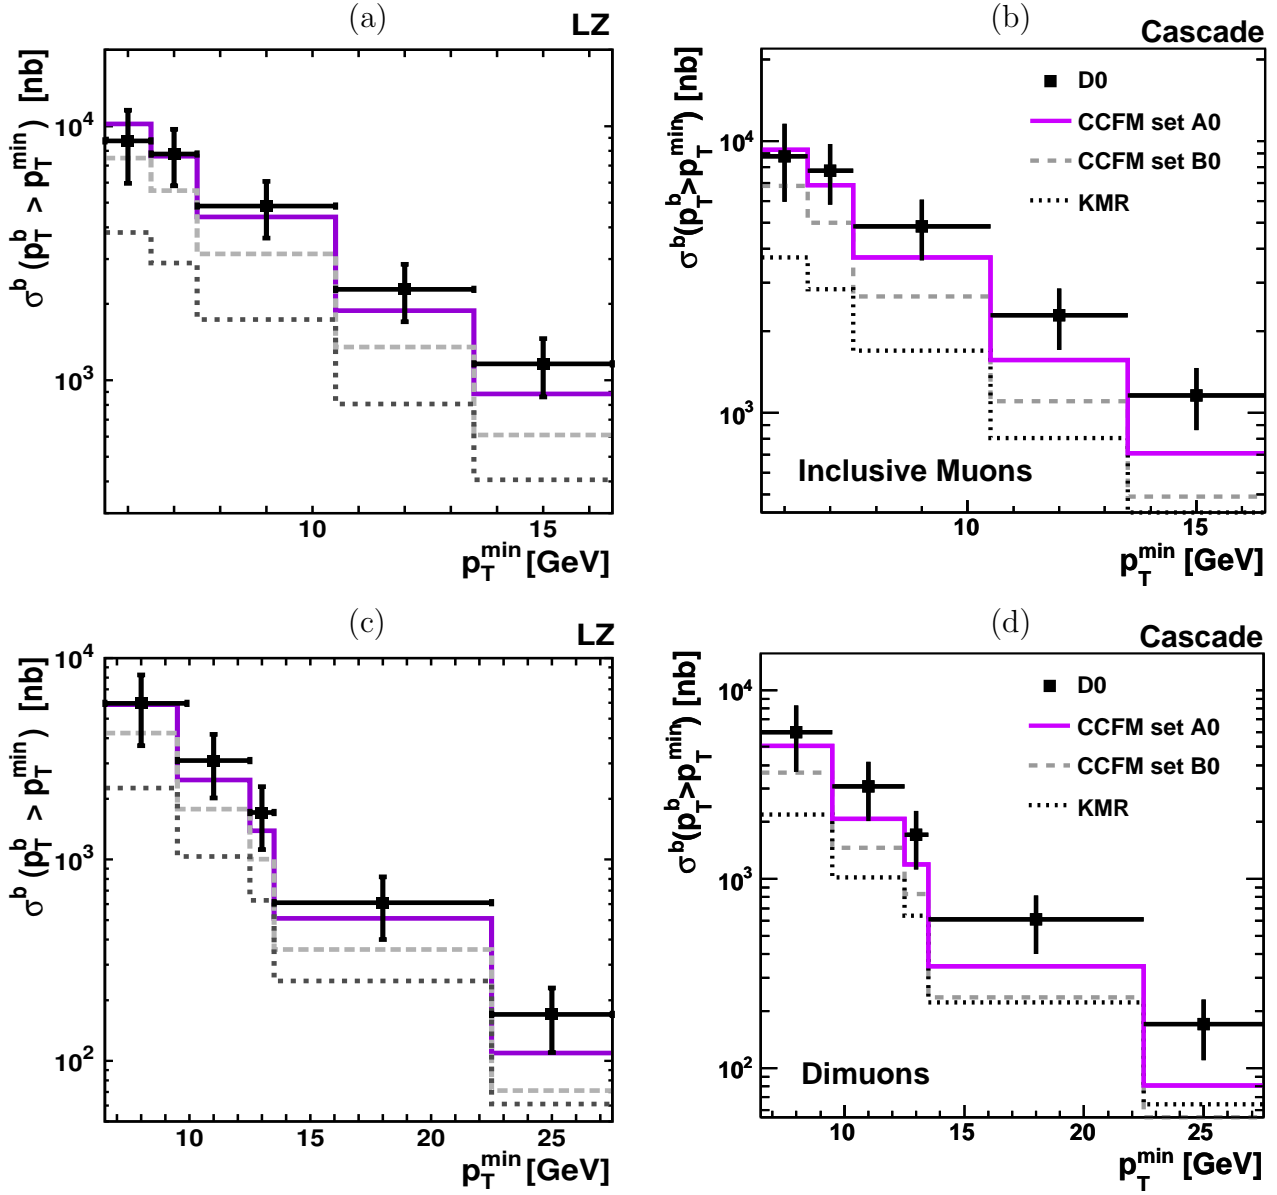 (a)
LZ
σ^b (p_T^b > p_T^min) [nb]
10^4
10^3
10
15
p_T^min [GeV]
(b)
Cascade
σ^b(p_T^b>p_T^min) [nb]
10^4
10^3
D0
CCFM set A0
CCFM set B0
KMR
Inclusive Muons
10
15
p_T^min [GeV]
(c)
LZ
σ^b (p_T^b > p_T^min) [nb]
10^4
10^3
10^2
10
15
20
25
p_T^min [GeV]
(d)
Cascade
σ^b(p_T^b>p_T^min) [nb]
10^4
10^3
10^2
D0
CCFM set A0
CCFM set B0
KMR
Dimuons
10
15
20
25
p_T^min [GeV]